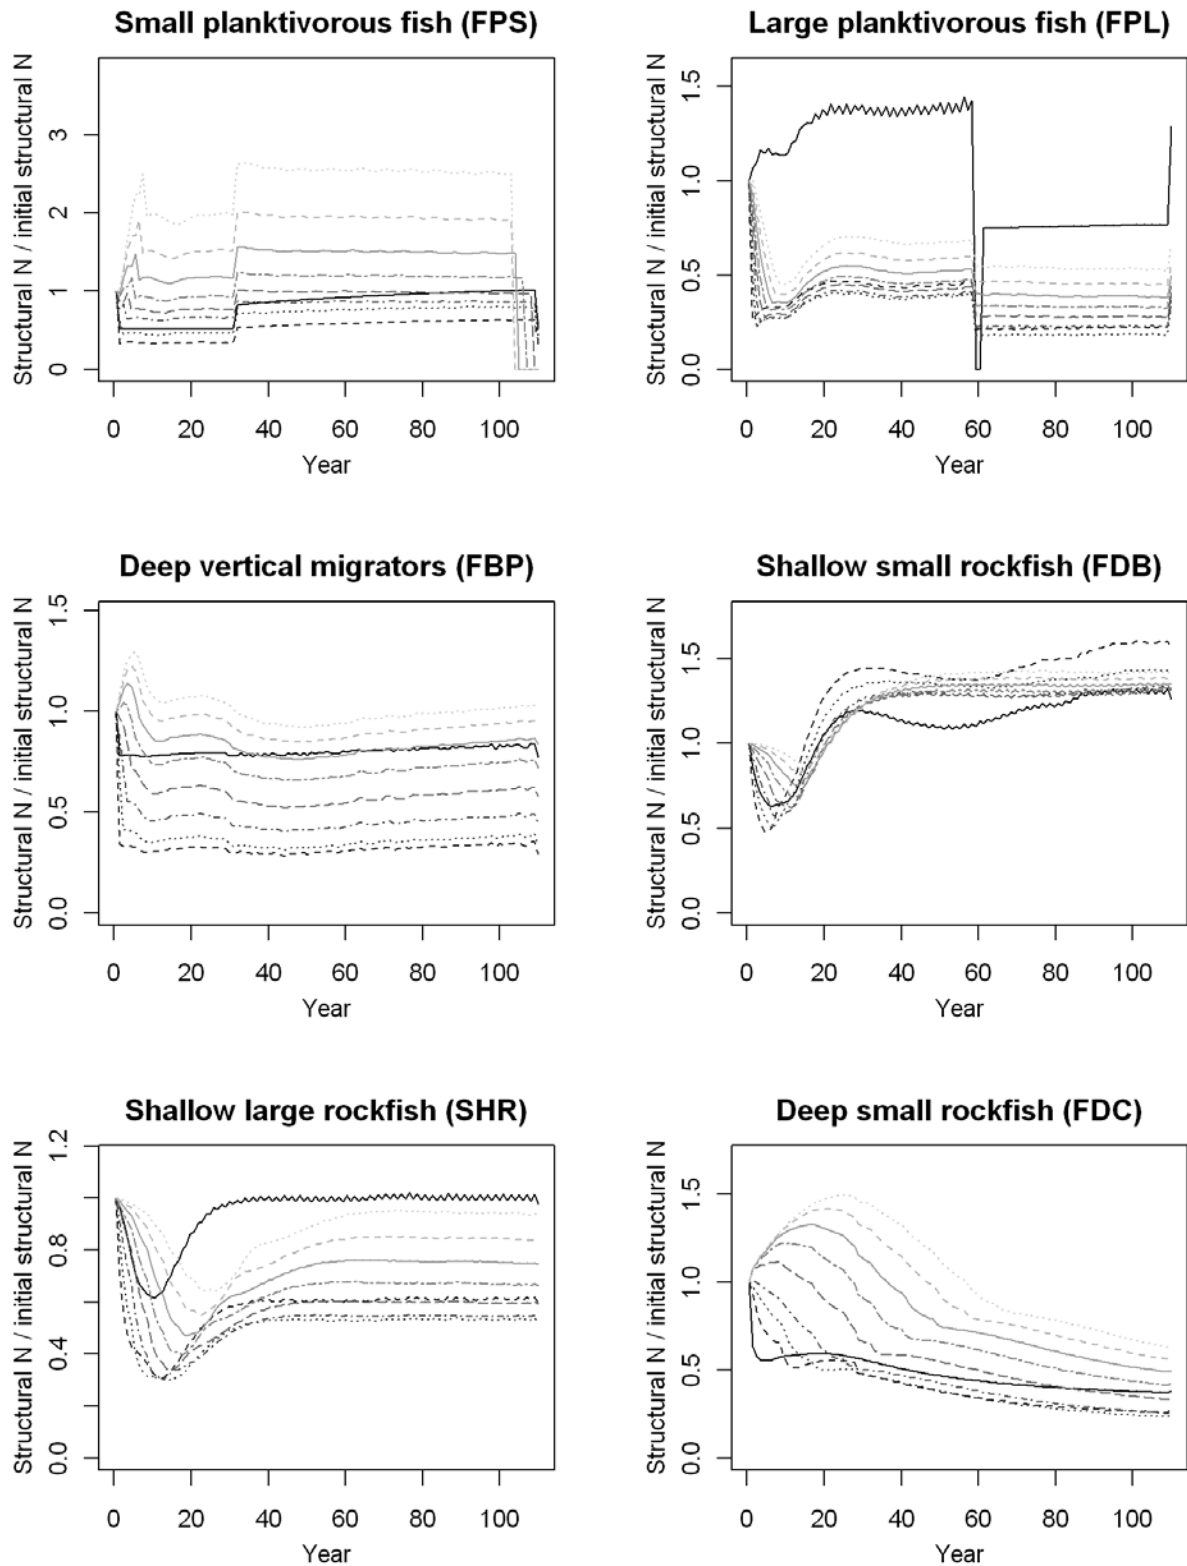 Small planktivorous fish (FPS)
Structural N / initial structural N
3
2
1
0
0 20 40 60 80 100
Year
Large planktivorous fish (FPL)
Structural N / initial structural N
1.5
1.0
0.5
0.0
0 20 40 60 80 100
Year
Deep vertical migrators (FBP)
Structural N / initial structural N
1.5
1.0
0.5
0.0
0 20 40 60 80 100
Year
Shallow small rockfish (FDB)
Structural N / initial structural N
1.5
1.0
0.5
0.0
0 20 40 60 80 100
Year
Shallow large rockfish (SHR)
Structural N / initial structural N
1.2
0.8
0.4
0.0
0 20 40 60 80 100
Year
Deep small rockfish (FDC)
Structural N / initial structural N
1.5
1.0
0.5
0.0
0 20 40 60 80 100
Year